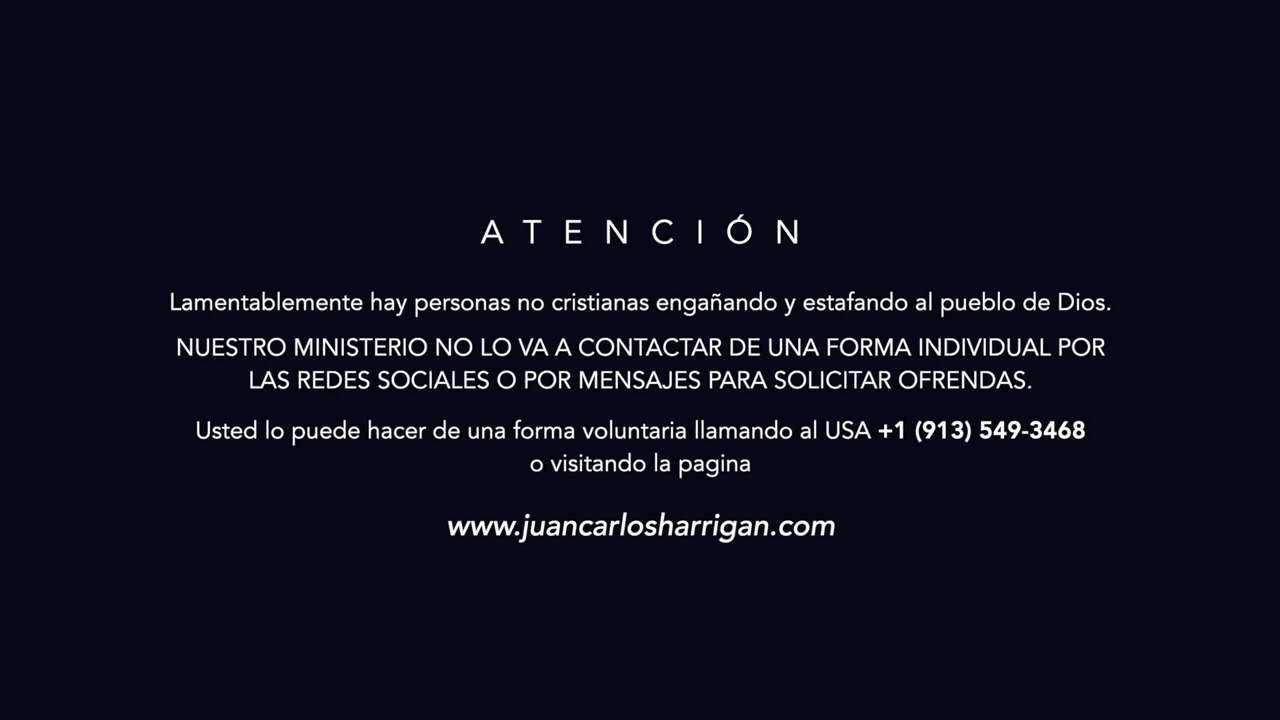 ATENCIÓN
Lamentablemente hay personas no cristianas engañando y estafando al pueblo de Dios.
NUESTRO MINISTERIO NO LO VA A CONTACTAR DE UNA FORMA INDIVIDUAL POR
LAS REDES SOCIALES O POR MENSAJES PARA SOLICITAR OFRENDAS.
Usted lo puede hacer de una forma voluntaria llamando al USA +1 (913) 549-3468
o visitando la pagina
www.juancarlosharrigan.com